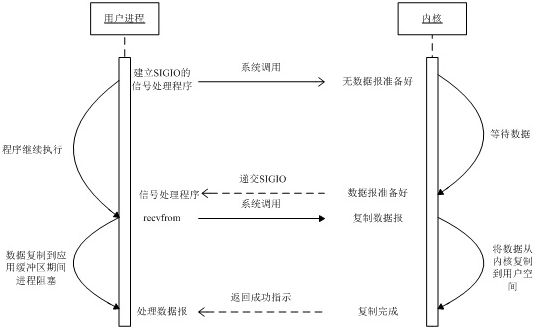 用户进程
内核
建立SIGIO的
信号处理程序
系统调用
无数据报准备好
程序继续执行
等待数据
递交SIGIO
信号处理程序
数据报准备好
系统调用
recvfrom
复制数据报
数据复制到应
用缓冲区期间
进程阻塞
将数据从
内核复制
到用户空
间
返回成功指示
处理数据报
复制完成